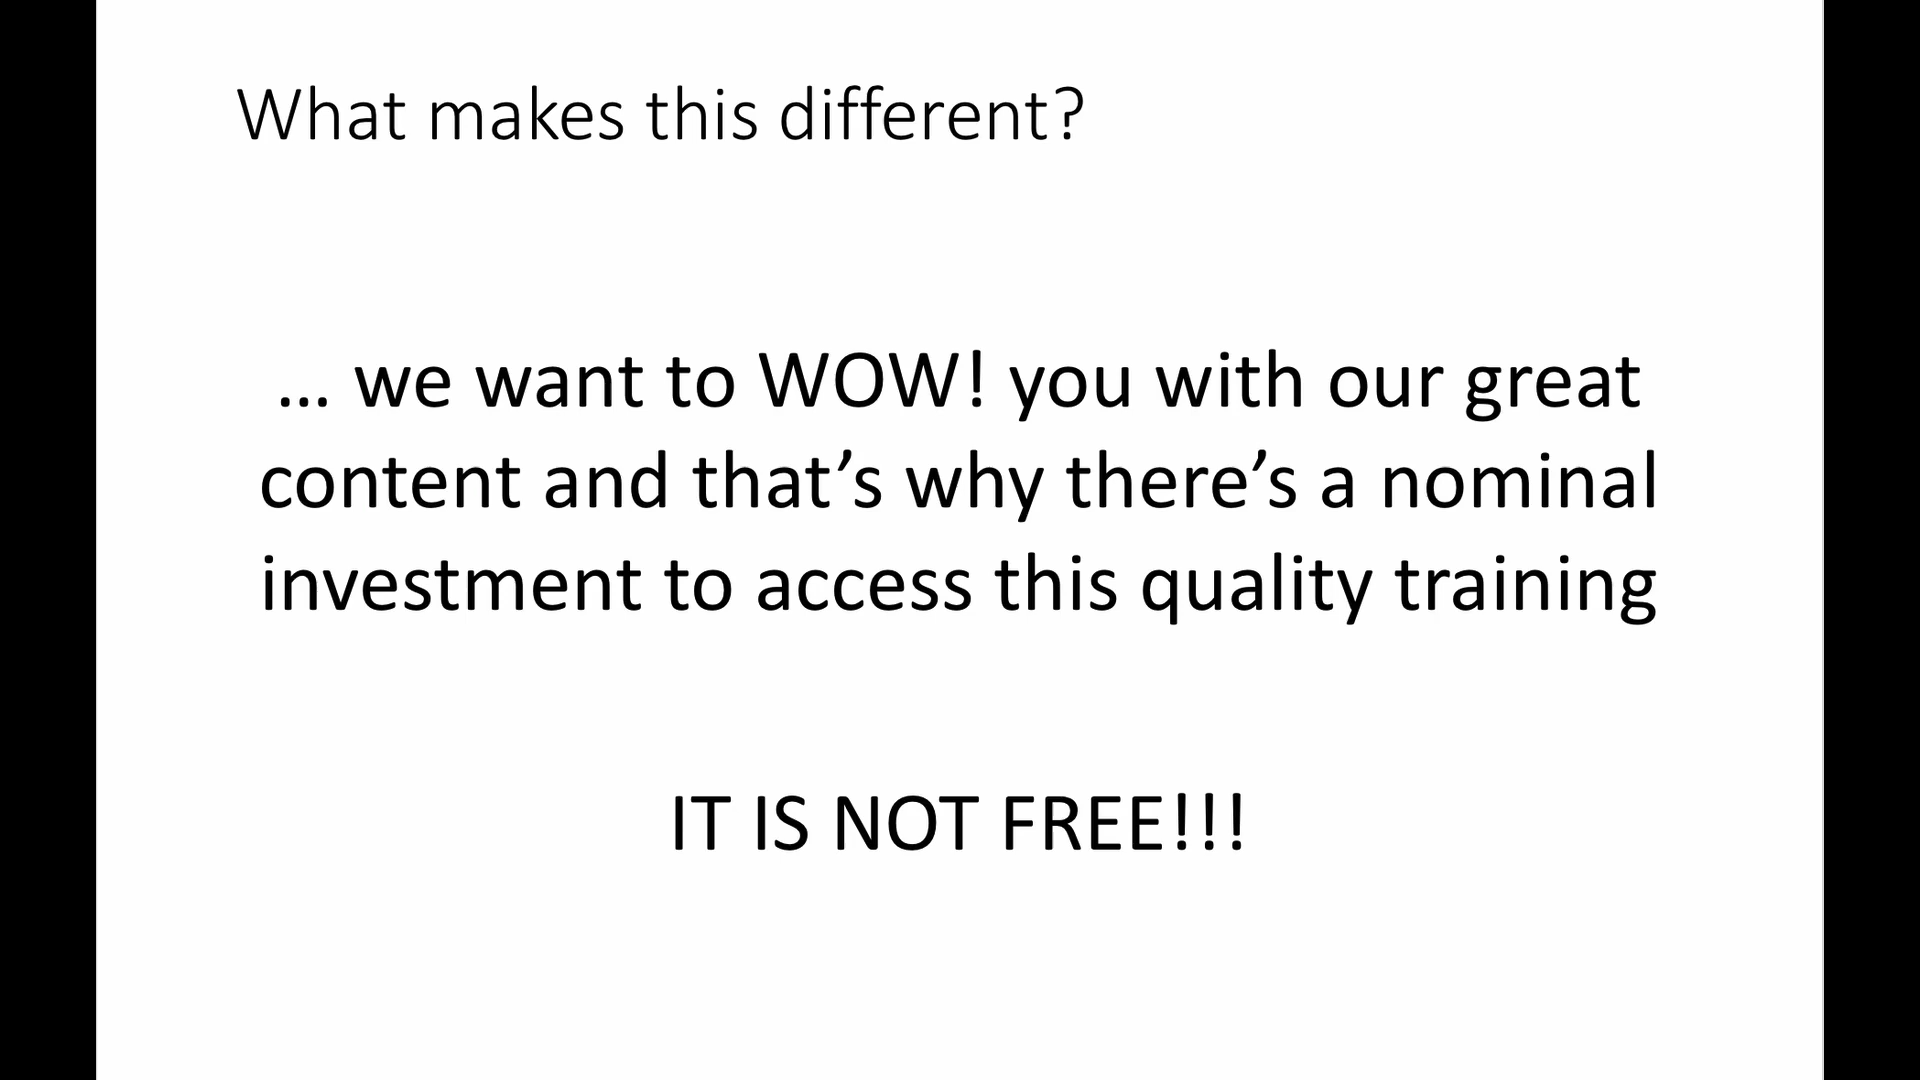 What makes this different?
... we want to WOW! you with our great
content and that’s why there’s a nominal
investment to access this quality training
IT IS NOT FREE!!!